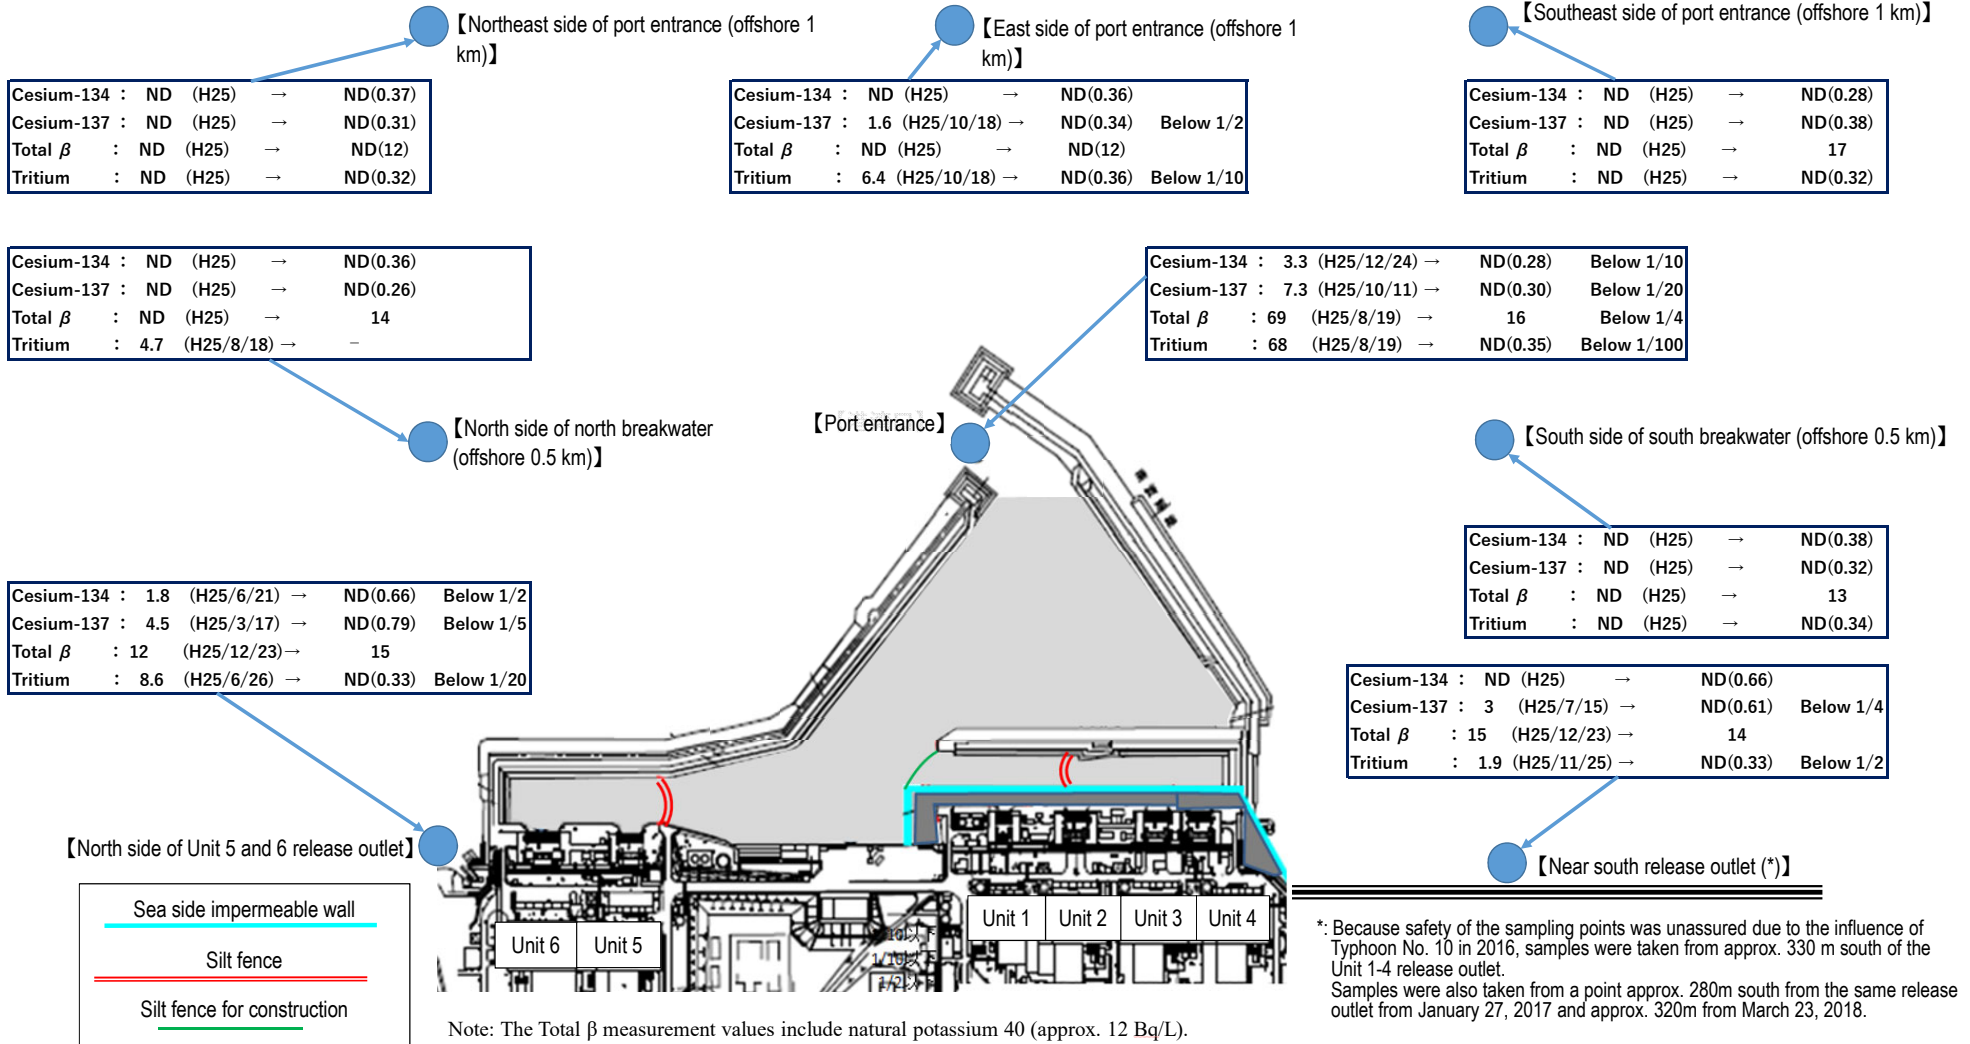 【Northeast side of port entrance (offshore 1
km)】
Cesium-134 : ND (H25) → ND(0.37)
Cesium-137 : ND (H25) → ND(0.31)
Total β : ND (H25) → ND(12)
Tritium : ND (H25) → ND(0.32)
【East side of port entrance (offshore 1
km)】
Cesium-134 : ND (H25) → ND(0.36)
Cesium-137 : 1.6 (H25/10/18) → ND(0.34) Below 1/2
Total β : ND (H25) → ND(12)
Tritium : 6.4 (H25/10/18) → ND(0.36) Below 1/10
【Southeast side of port entrance (offshore 1 km)】
Cesium-134 : ND (H25) → ND(0.28)
Cesium-137 : ND (H25) → ND(0.38)
Total β : ND (H25) → 17
Tritium : ND (H25) → ND(0.32)
Cesium-134 : ND (H25) → ND(0.36)
Cesium-137 : ND (H25) → ND(0.26)
Total β : ND (H25) → 14
Tritium : 4.7 (H25/8/18) → −
【North side of north breakwater
(offshore 0.5 km)】
Cesium-134 : 3.3 (H25/12/24) → ND(0.28) Below 1/10
Cesium-137 : 7.3 (H25/10/11) → ND(0.30) Below 1/20
Total β : 69 (H25/8/19) → 16 Below 1/4
Tritium : 68 (H25/8/19) → ND(0.35) Below 1/100
【Port entrance】
【South side of south breakwater (offshore 0.5 km)】
Cesium-134 : ND (H25) → ND(0.38)
Cesium-137 : ND (H25) → ND(0.32)
Total β : ND (H25) → 13
Tritium : ND (H25) → ND(0.34)
Cesium-134 : 1.8 (H25/6/21) → ND(0.66) Below 1/2
Cesium-137 : 4.5 (H25/3/17) → ND(0.79) Below 1/5
Total β : 12 (H25/12/23)→ 15
Tritium : 8.6 (H25/6/26) → ND(0.33) Below 1/20
Cesium-134 : ND (H25) → ND(0.66)
Cesium-137 : 3 (H25/7/15) → ND(0.61) Below 1/4
Total β : 15 (H25/12/23) → 14
Tritium : 1.9 (H25/11/25) → ND(0.33) Below 1/2
【North side of Unit 5 and 6 release outlet】
【Near south release outlet (*)】
Sea side impermeable wall
Silt fence
Silt fence for construction
Unit 6
Unit 5
Unit 1
Unit 2
Unit 3
Unit 4
*: Because safety of the sampling points was unassured due to the influence of
Typhoon No. 10 in 2016, samples were taken from approx. 330 m south of the
Unit 1-4 release outlet.
Samples were also taken from a point approx. 280m south from the same release
outlet from January 27, 2017 and approx. 320m from March 23, 2018.
Note: The Total β measurement values include natural potassium 40 (approx. 12 Bq/L).